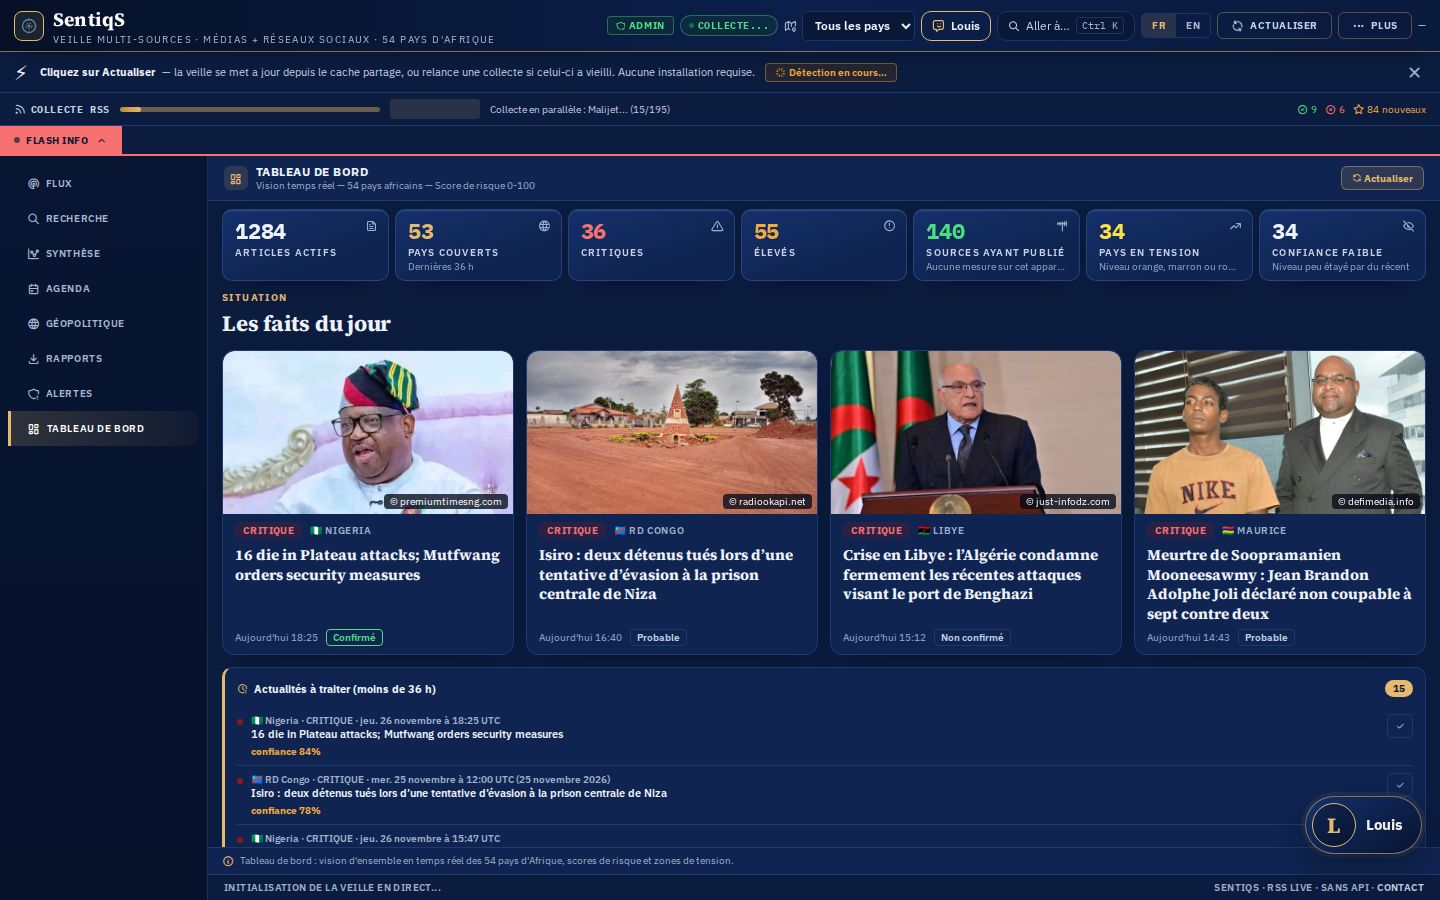 SentiqS
VEILLE MULTI-SOURCES · MÉDIAS + RÉSEAUX SOCIAUX · 54 PAYS D'AFRIQUE
ADMIN
COLLECTE...
Tous les pays
Louis
Aller à...
Ctrl K
FR
EN
ACTUALISER
PLUS
Cliquez sur Actualiser — la veille se met a jour depuis le cache partage, ou relance une collecte si celui-ci a vieilli. Aucune installation requise.
Détection en cours...
COLLECTE RSS
Collecte en parallèle : Malijet... (15/195)
9
6
84 nouveaux
FLASH INFO
FLUX
RECHERCHE
SYNTHÈSE
AGENDA
GÉOPOLITIQUE
RAPPORTS
ALERTES
TABLEAU DE BORD
TABLEAU DE BORD
Vision temps réel — 54 pays africains — Score de risque 0-100
Actualiser
1284
ARTICLES ACTIFS
53
PAYS COUVERTS
Dernières 36 h
36
CRITIQUES
55
ÉLEVÉS
140
SOURCES AYANT PUBLIÉ
Aucune mesure sur cet appar...
34
PAYS EN TENSION
Niveau orange, marron ou ro...
34
CONFIANCE FAIBLE
Niveau peu étayé par du récent
SITUATION
Les faits du jour
© premiumtimesng.com
CRITIQUE
NIGERIA
16 die in Plateau attacks; Mutfwang
orders security measures
Aujourd'hui 18:25
Confirmé
© radiookapi.net
CRITIQUE
RD CONGO
Isiro : deux détenus tués lors d’une
tentative d’évasion à la prison
centrale de Niza
Aujourd'hui 16:40
Probable
© just-infodz.com
CRITIQUE
LIBYE
Crise en Libye : l’Algérie condamne
fermement les récentes attaques
visant le port de Benghazi
Aujourd'hui 15:12
Non confirmé
NIKE
© defimedia.info
CRITIQUE
MAURICE
Meurtre de Soopramanien
Mooneesawmy : Jean Brandon
Adolphe Joli déclaré non coupable à
sept contre deux
Aujourd'hui 14:43
Probable
Actualités à traiter (moins de 36 h)
15
Nigeria · CRITIQUE · jeu. 26 novembre à 18:25 UTC
16 die in Plateau attacks; Mutfwang orders security measures
confiance 84%
RD Congo · CRITIQUE · mer. 25 novembre à 12:00 UTC (25 novembre 2026)
Isiro : deux détenus tués lors d’une tentative d’évasion à la prison centrale de Niza
confiance 78%
Nigeria · CRITIQUE · jeu. 26 novembre à 15:47 UTC
L
Louis
Tableau de bord : vision d'ensemble en temps réel des 54 pays d'Afrique, scores de risque et zones de tension.
INITIALISATION DE LA VEILLE EN DIRECT...
SENTIQS · RSS LIVE · SANS API · CONTACT